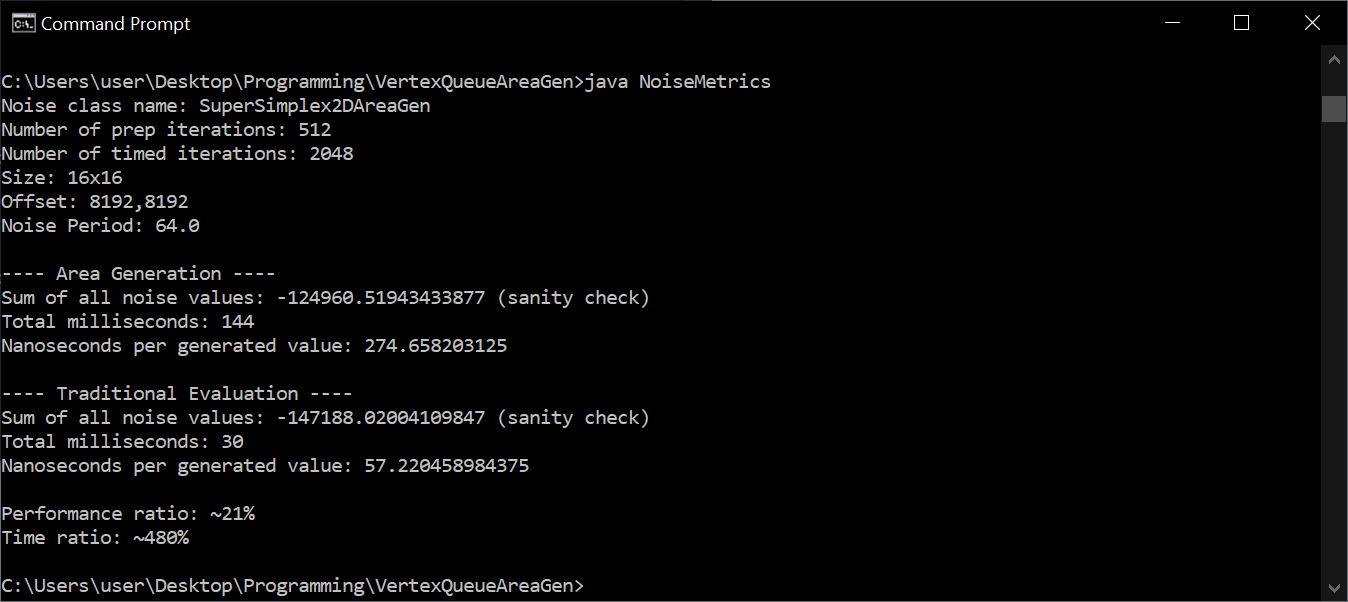 Command Prompt
C:\Users\user\Desktop\Programming\VertexQueueAreaGen>java NoiseMetrics
Noise class name: SuperSimplex2DAreaGen
Number of prep iterations: 512
Number of timed iterations: 2048
Size: 16x16
Offset: 8192,8192
Noise Period: 64.0
---- Area Generation ----
Sum of all noise values: -124960.51943433877 (sanity check)
Total milliseconds: 144
Nanoseconds per generated value: 274.658203125
---- Traditional Evaluation ----
Sum of all noise values: -147188.02004109847 (sanity check)
Total milliseconds: 30
Nanoseconds per generated value: 57.220458984375
Performance ratio: ~21%
Time ratio: ~480%
C:\Users\user\Desktop\Programming\VertexQueueAreaGen>